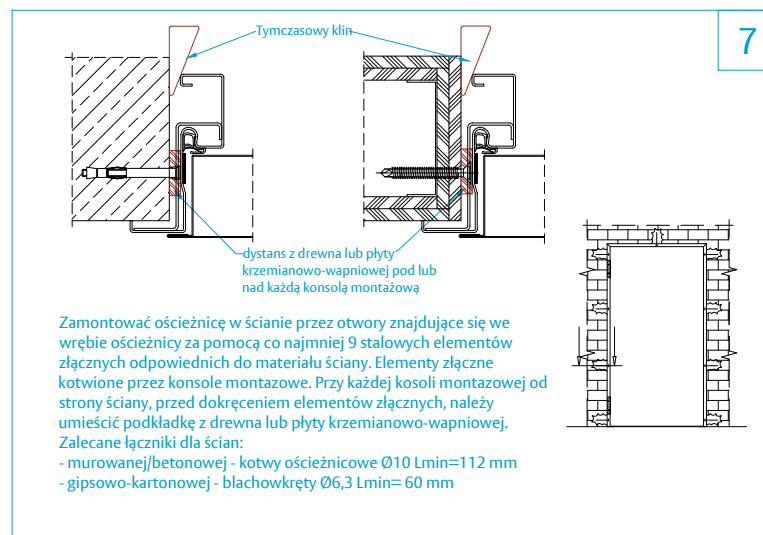 7
Tymczasowy klin
dystans z drewna lub płyty
krzemianowo-wapniowej pod lub
nad każdą konsolą montażową
Zamontować ościeżnicę w ścianie przez otwory znajdujące się we
wrębie ościeżnicy za pomocą co najmniej 9 stalowych elementów
złącznych odpowiednich do materiału ściany. Elementy złączne
kotwione przez konsole montazowe. Przy każdej kosoli montazowej od
strony ściany, przed dokręceniem elementów złącznych, należy
umieścić podkładkę z drewna lub płyty krzemianowo-wapniowej.
Zalecane łączniki dla ścian:
- murowanej/betonowej - kotwy ościeżnicowe Ø10 Lmin=112 mm
- gipsowo-kartonowej - blachowkręty Ø6,3 Lmin= 60 mm